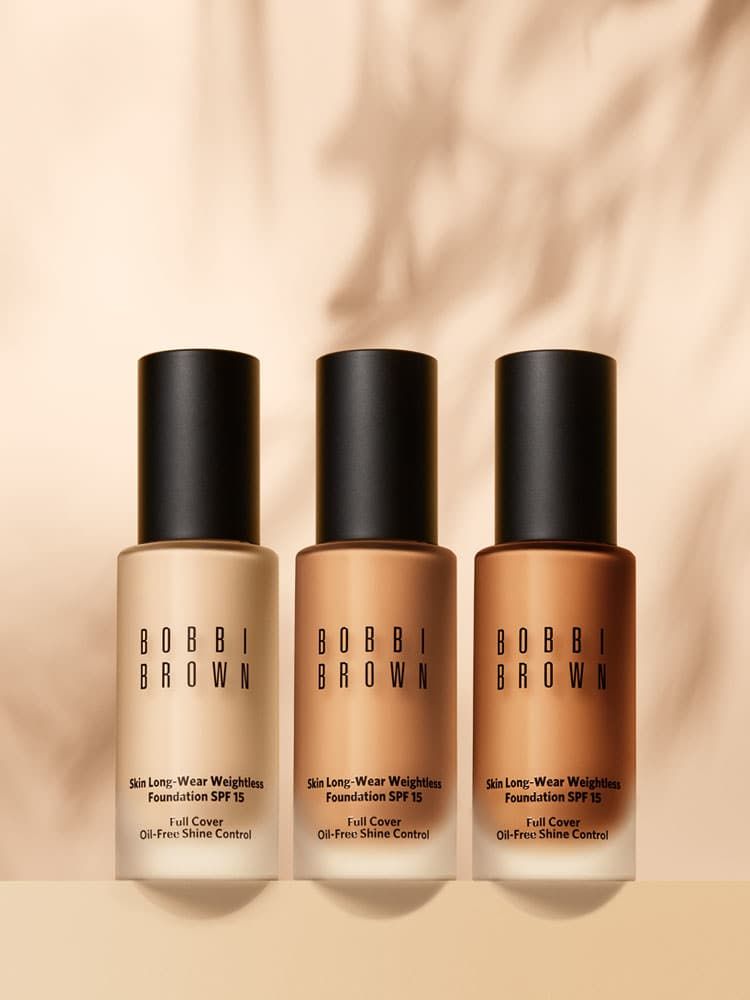 BOBBI
BROWN
Skin Long-Wear Weightless
Foundation SPF 15
Full Cover
Oil-Free Shine Control
BOBBI
BROWN
Skin Long-Wear Weightless
Foundation SPF 15
Full Cover
Oil-Free Shine Control
BOBBI
BROWN
Skin Long-Wear Weightless
Foundation SPF 15
Full Cover
Oil-Free Shine Control